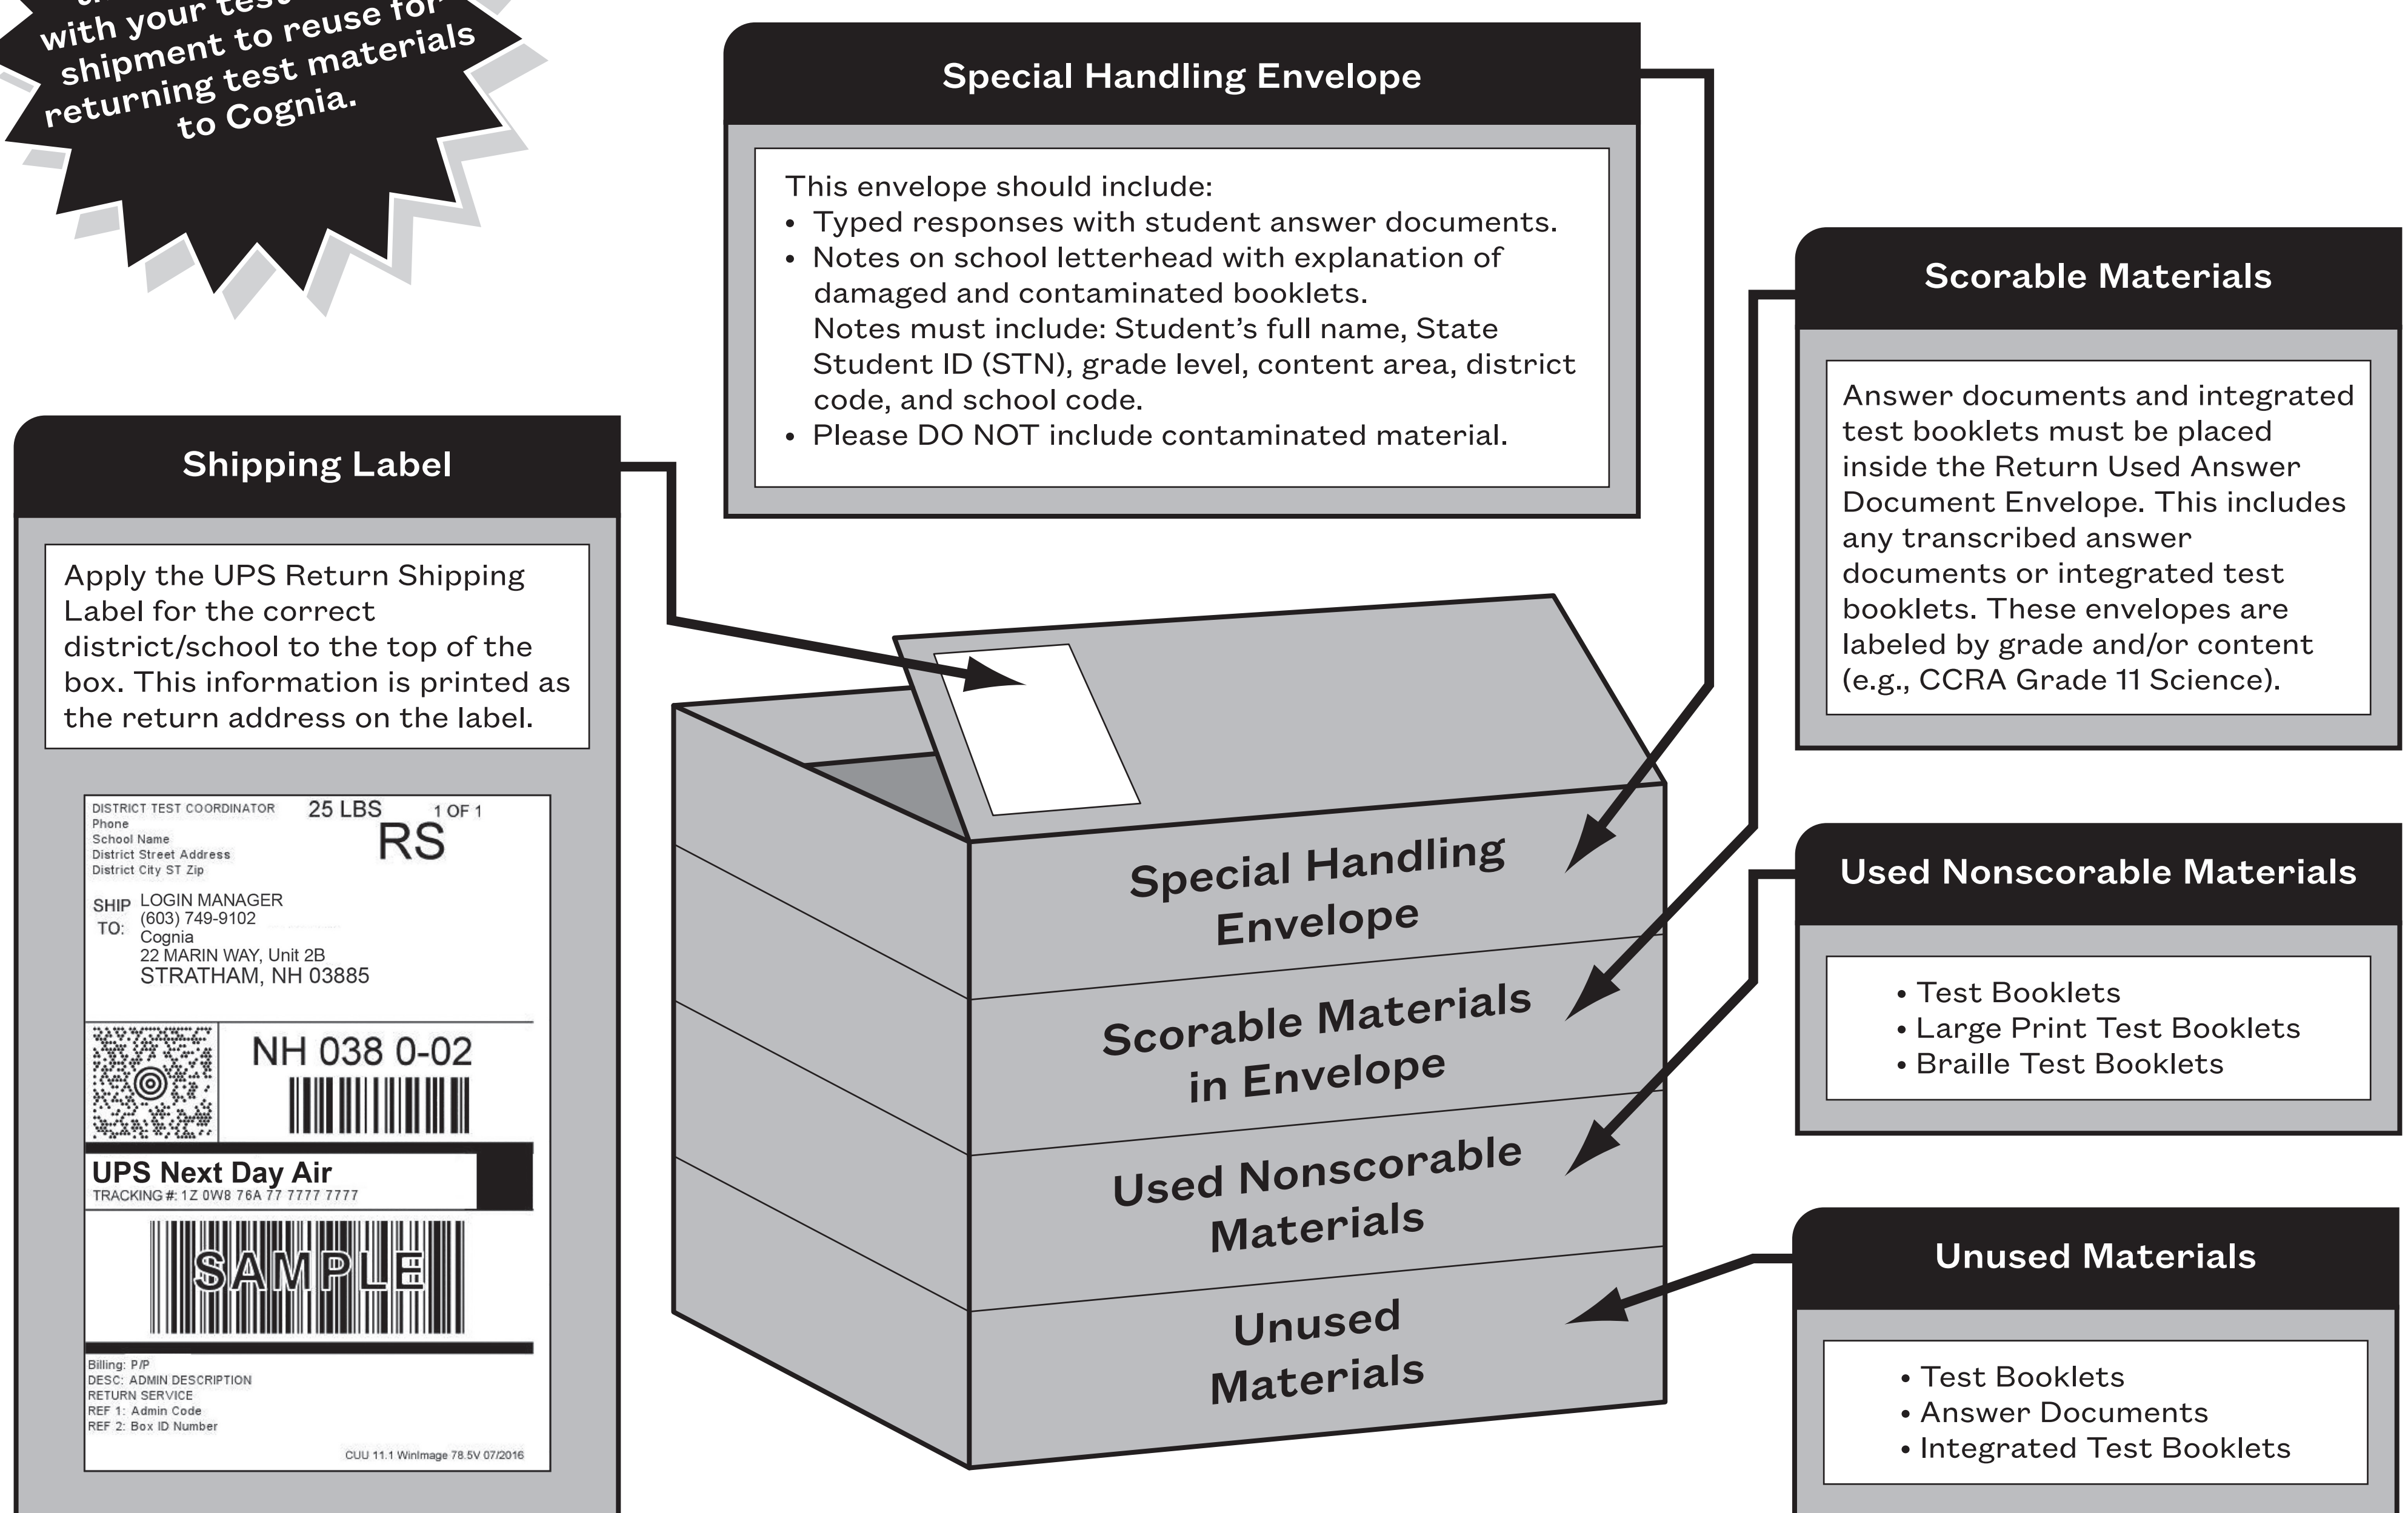 with your test
shipment to reuse for
returning test materials
to Cognia.
Special Handling Envelope
This envelope should include:
• Typed responses with student answer documents.
• Notes on school letterhead with explanation of
damaged and contaminated booklets.
Notes must include: Student's full name, State
Student ID (STN), grade level, content area, district
code, and school code.
• Please DO NOT include contaminated material.
Scorable Materials
Answer documents and integrated
test booklets must be placed
inside the Return Used Answer
Document Envelope. This includes
any transcribed answer
documents or integrated test
booklets. These envelopes are
labeled by grade and/or content
(e.g., CCRA Grade 11 Science).
Shipping Label
Apply the UPS Return Shipping
Label for the correct
district/school to the top of the
box. This information is printed as
the return address on the label.
DISTRICT TEST COORDINATOR 25 LBS 1 OF 1
Phone
School Name RS
District Street Address
District City ST Zip
SHIP TO: LOGIN MANAGER
(603) 749-9102
Cognia
22 MARIN WAY, Unit 2B
STRATHAM, NH 03885
NH 038 0-02
UPS Next Day Air
TRACKING #: 1Z 0W8 76A 77 7777 7777
SAMPLE
Billing: P/P
DESC: ADMIN DESCRIPTION
RETURN SERVICE
REF 1: Admin Code
REF 2: Box ID Number
CUU 11.1 WinImage 78.5V 07/2016
Special Handling
Envelope
Scorable Materials
in Envelope
Used Nonscorable
Materials
Unused
Materials
Used Nonscorable Materials
• Test Booklets
• Large Print Test Booklets
• Braille Test Booklets
Unused Materials
• Test Booklets
• Answer Documents
• Integrated Test Booklets